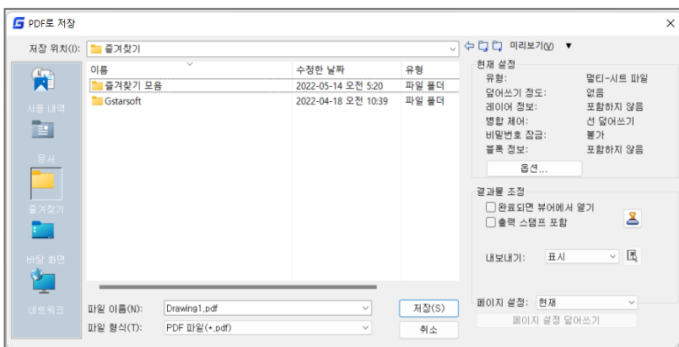 PDF로 저장
저장 위치(I): 즐겨찾기 미리보기(V)
이름 수정한 날짜 유형
즐겨찾기 모음 2022-05-14 오전 5:20 파일 폴더
Gstarsoft 2022-04-18 오전 10:39 파일 폴더
사용 내역
문서
즐겨찾기
바탕 화면
네트워크
파일 이름(N): Drawing1.pdf 저장(S)
파일 형식(T): PDF 파일(*.pdf) 취소
현재 설정
유형: 멀티-시트 파일
덮어쓰기 정도: 없음
레이어 정보: 포함하지 않음
병합 제어: 선 덮어쓰기
비밀번호 잠금: 불가
블록 정보: 포함하지 않음
옵션...
결과물 조정
완료되면 뷰어에서 열기
출력 스탬프 포함
내보내기: 표시
페이지 설정: 현재
페이지 설정 덮어쓰기